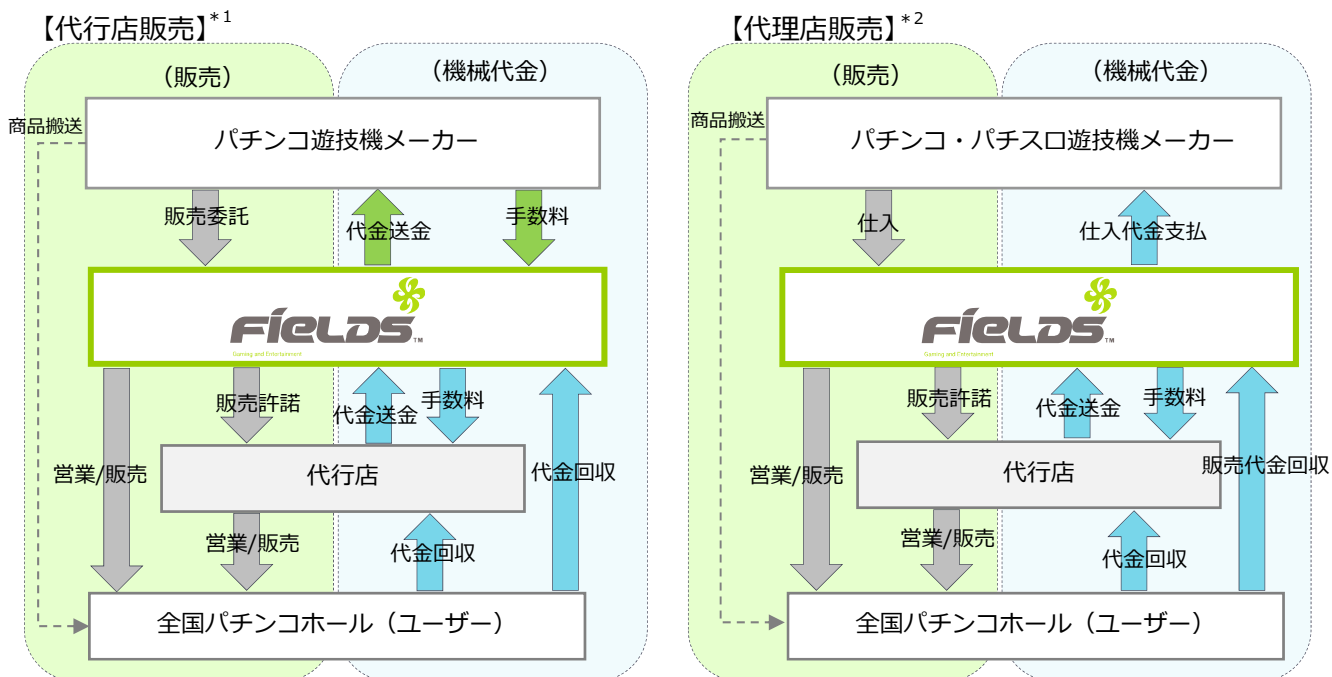 【代行店販売】*1
(販売)
(機械代金)
商品搬送
パチンコ遊技機メーカー
販売委託
代金送金
手数料
FIELDS™
Gaming and Entertainment
販売許諾
代金送金
手数料
営業/販売
代行店
代金回収
営業/販売
代金回収
全国パチンコホール（ユーザー）
【代理店販売】*2
(販売)
(機械代金)
商品搬送
パチンコ・パチスロ遊技機メーカー
仕入
仕入代金支払
FIELDS™
Gaming and Entertainment
販売許諾
代金送金
手数料
営業/販売
代行店
販売代金回収
営業/販売
代金回収
全国パチンコホール（ユーザー）